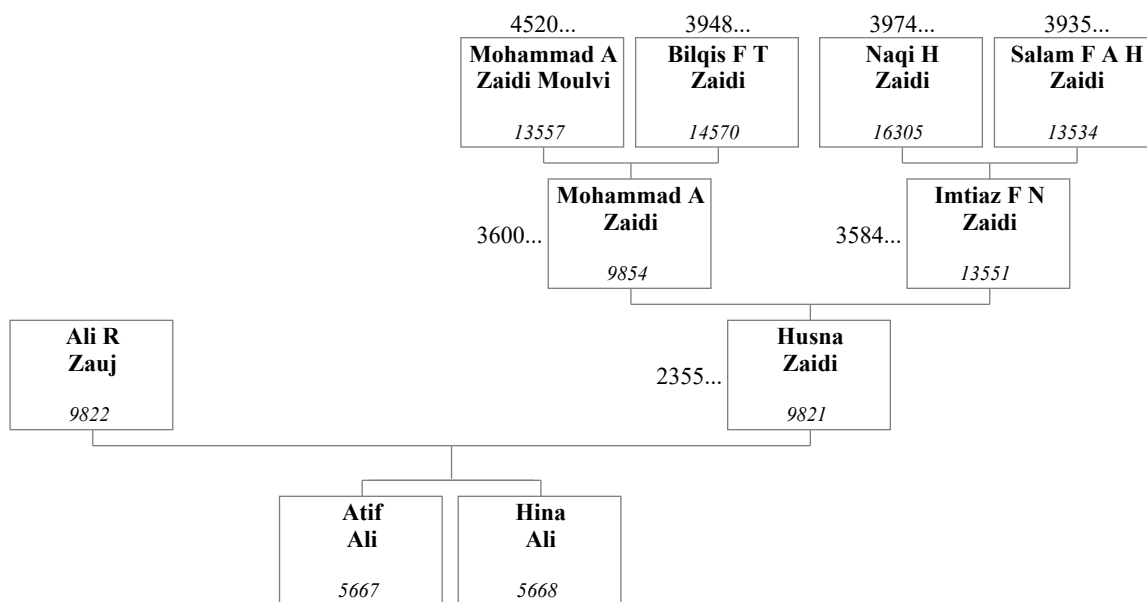 4520... 3948... 3974... 3935...
Mohammad A
Zaidi Moulvi
13557
Bilqis F T
Zaidi
14570
Naqi H
Zaidi
16305
Salam F A H
Zaidi
13534
3600...
Mohammad A
Zaidi
9854
3584...
Imtiaz F N
Zaidi
13551
Ali R
Zauj
9822
2355...
Husna
Zaidi
9821
Atif
Ali
5667
Hina
Ali
5668